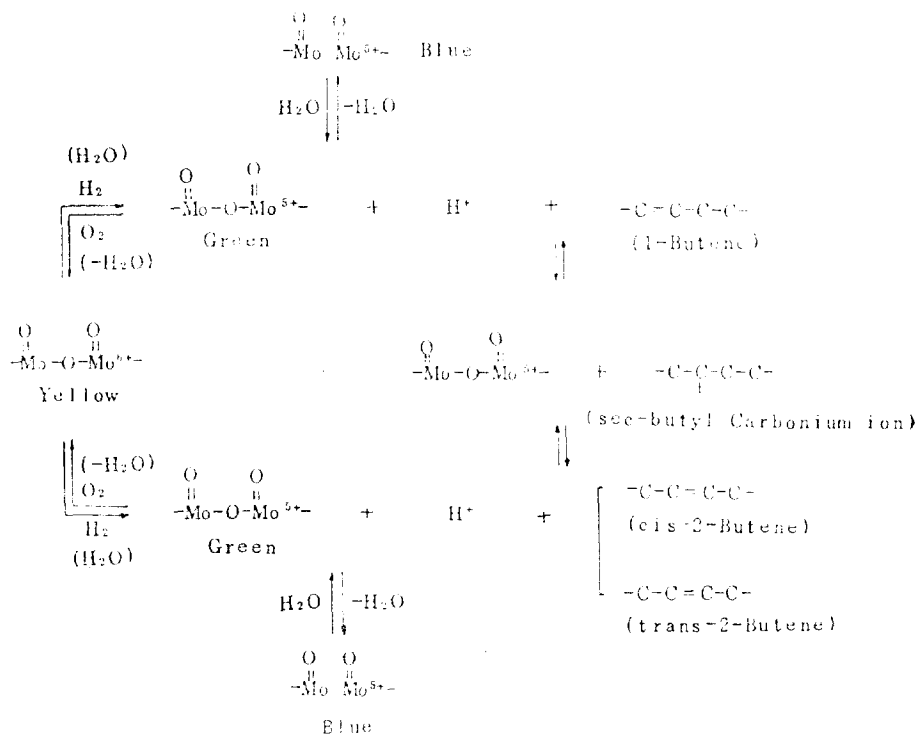 O O
-Mo Mo⁵⁺- Blue
H₂O -H₂O
(H₂O)
H₂
O₂
(-H₂O)
O O
-Mo-O-Mo⁵⁺- + H⁺ + -C=C-C-C-
Green (1-Butene)
O O
-Mo-O-Mo⁵⁺-
Yellow
O O
-Mo-O-Mo⁵⁺- + -C-C-C-C-
+
(sec-butyl Carbonium ion)
(-H₂O)
O₂
H₂
(H₂O)
O O
-Mo-O-Mo⁵⁺- + H⁺ +
Green
-C-C=C-C-
(cis-2-Butene)
-C-C=C-C-
(trans-2-Butene)
H₂O -H₂O
O O
-Mo Mo⁵⁺-
Blue